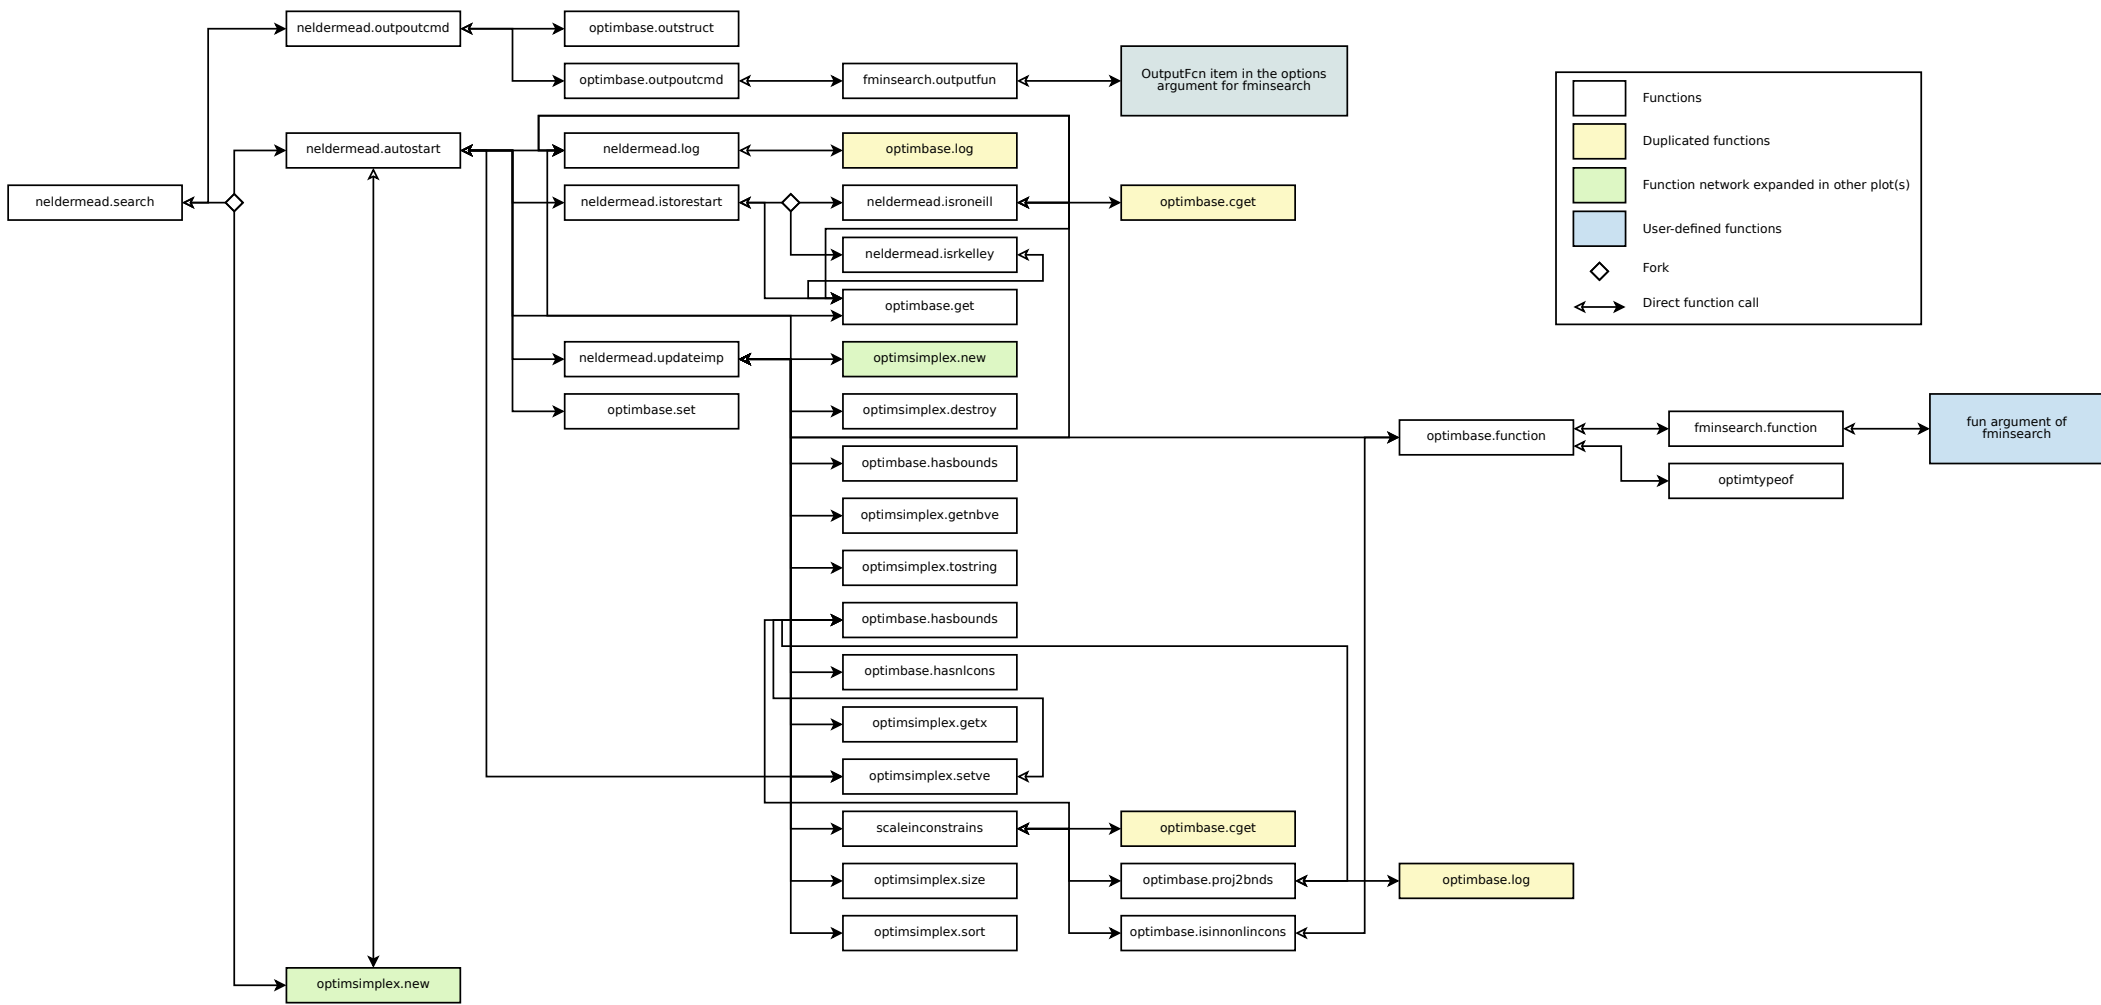 neldermead.outpoutcmd
optimbase.outstruct
optimbase.outpoutcmd
fminsearch.outputfun
OutputFcn item in the options
argument for fminsearch
Functions
Duplicated functions
Function network expanded in other plot(s)
User-defined functions
Fork
Direct function call
neldermead.autostart
neldermead.log
optimbase.log
neldermead.search
neldermead.istorestart
neldermead.isroneill
optimbase.cget
neldermead.isrkelley
optimbase.get
neldermead.updateimp
optimsimplex.new
optimbase.set
optimsimplex.destroy
optimbase.function
fminsearch.function
fun argument of
fminsearch
optimtypeof
optimbase.hasbounds
optimsimplex.getnbve
optimsimplex.tostring
optimbase.hasbounds
optimbase.hasnlcons
optimsimplex.getx
optimsimplex.setve
scaleinconstrains
optimbase.cget
optimsimplex.size
optimbase.proj2bnds
optimbase.log
optimsimplex.sort
optimbase.isinnonlincons
optimsimplex.new